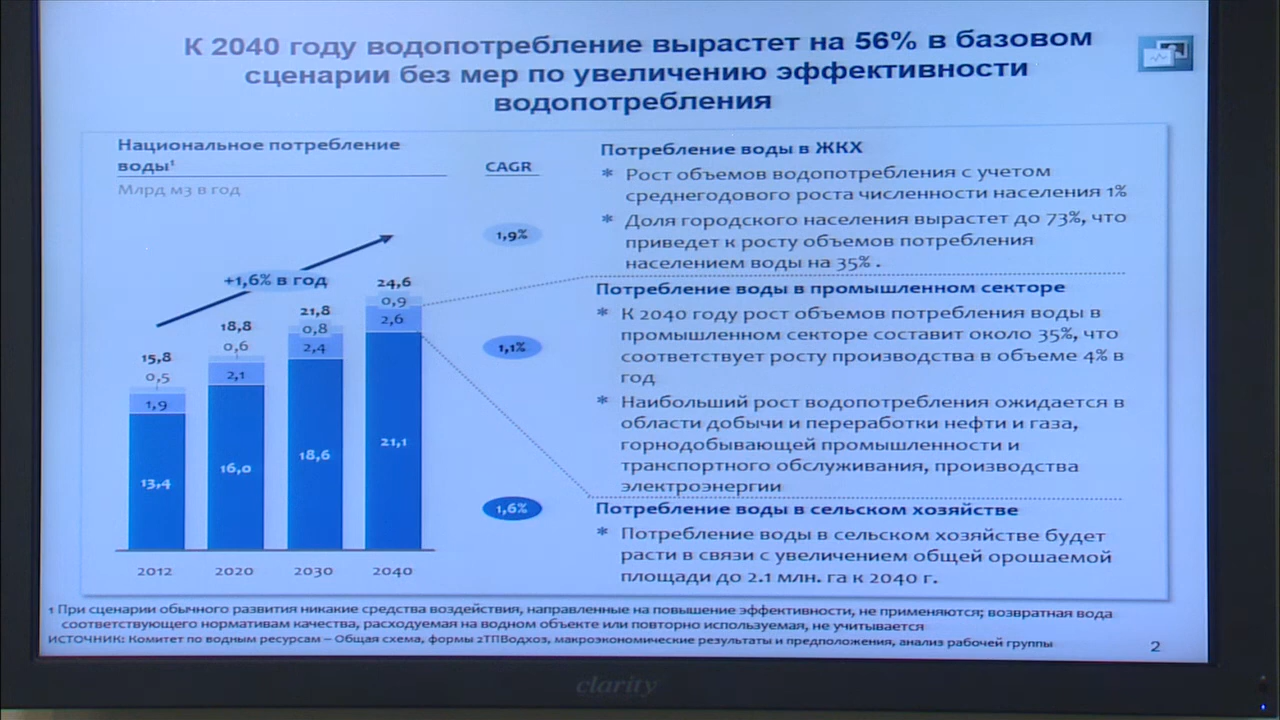 К 2040 году водопотребление вырастет на 56% в базовом
сценарии без мер по увеличению эффективности
водопотребления
Национальное потребление
воды¹
Млрд м3 в год
CAGR
+1,6% в год
15,8
0,5
1,9
13,4
18,8
0,6
2,1
16,0
21,8
0,8
2,4
18,6
24,6
0,9
2,6
21,1
2012
2020
2030
2040
1,9%
1,1%
1,6%
Потребление воды в ЖКХ
* Рост объемов водопотребления с учетом
среднегодового роста численности населения 1%
* Доля городского населения вырастет до 73%, что
приведет к росту объемов потребления
населением воды на 35% .
Потребление воды в промышленном секторе
* К 2040 году рост объемов потребления воды в
промышленном секторе составит около 35%, что
соответствует росту производства в объеме 4% в
год
* Наибольший рост водопотребления ожидается в
области добычи и переработки нефти и газа,
горнодобывающей промышленности и
транспортного обслуживания, производства
электроэнергии
Потребление воды в сельском хозяйстве
* Потребление воды в сельском хозяйстве будет
расти в связи с увеличением общей орошаемой
площади до 2.1 млн. га к 2040 г.
1 При сценарии обычного развития никакие средства воздействия, направленные на повышение эффективности, не применяются; возвратная вода
соответствующего нормативам качества, расходуемая на водном объекте или повторно используемая, не учитывается
ИСТОЧНИК: Комитет по водным ресурсам – Общая схема, формы 2ТПВодхоз, макроэкономические результаты и предположения, анализ рабочей группы
2
clarity